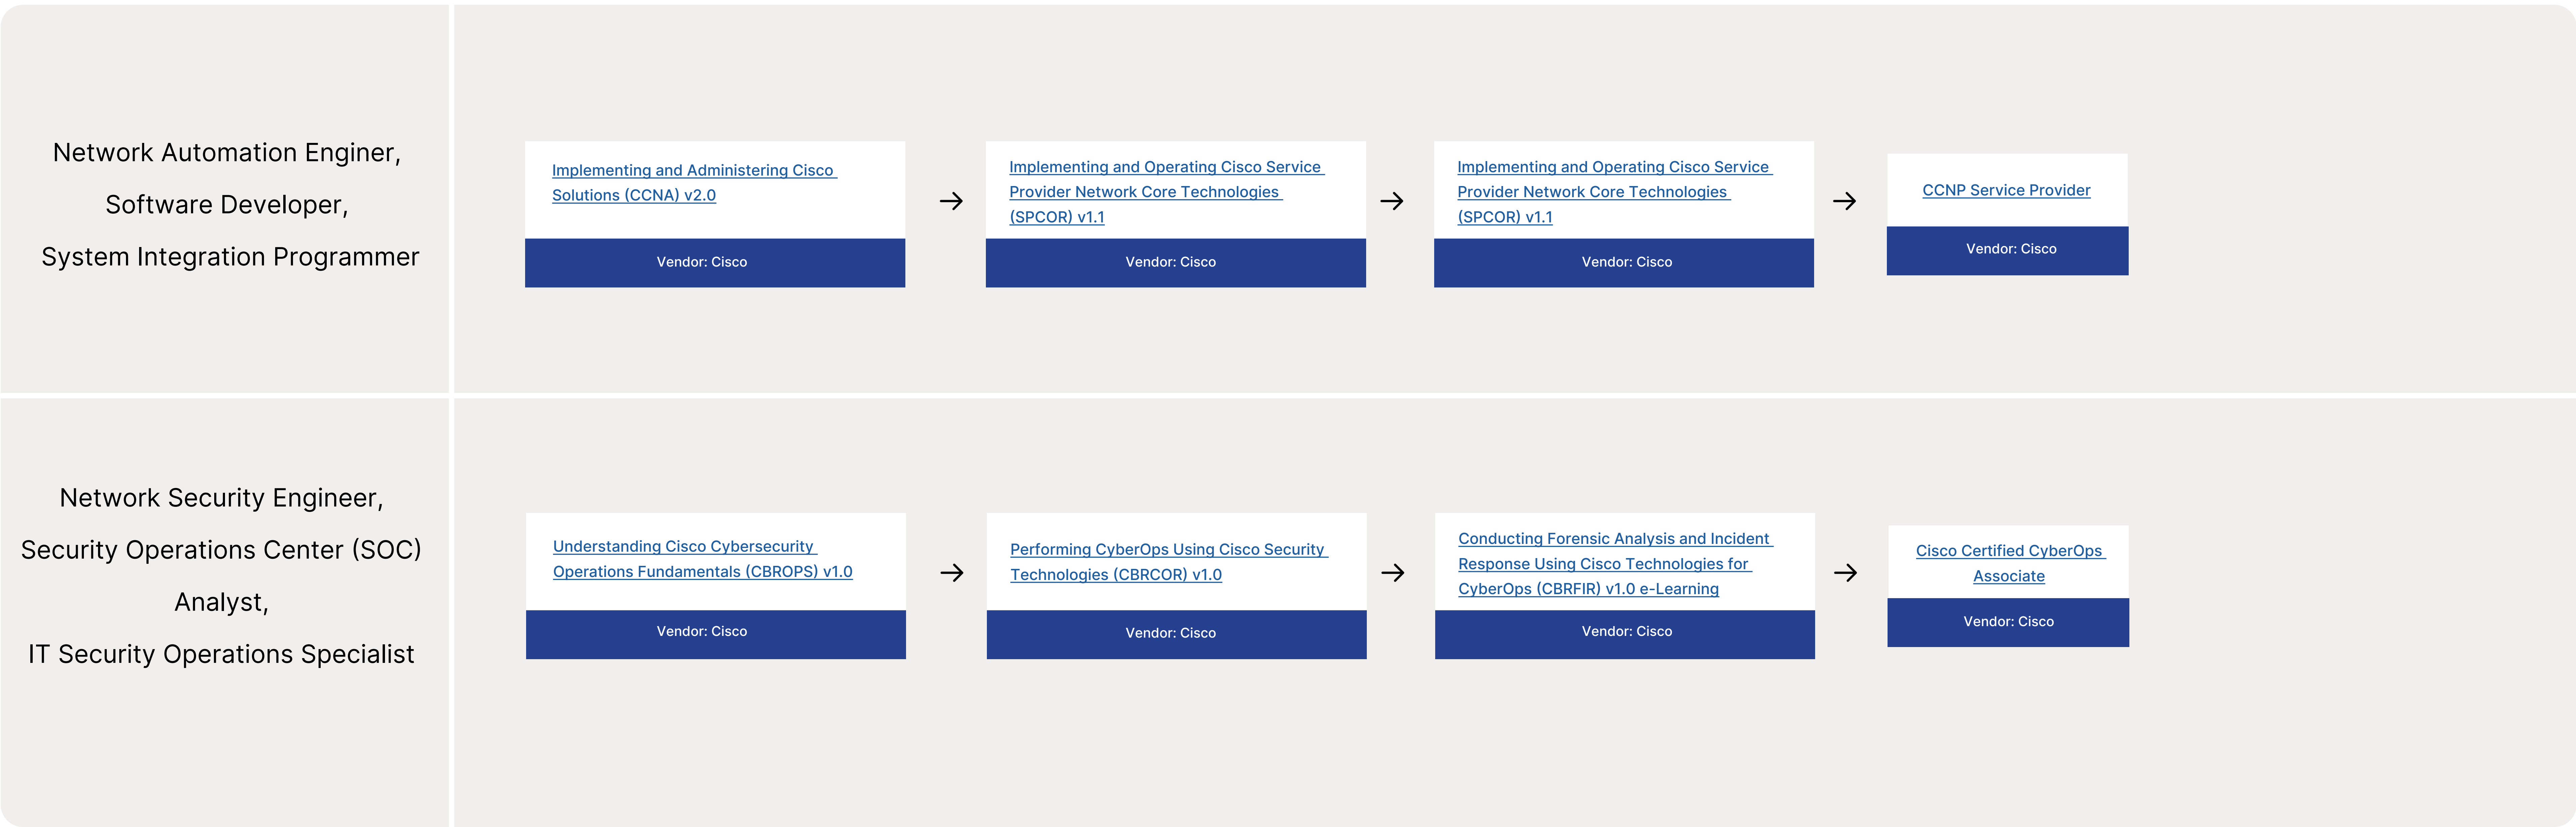 Network Automation Enginer,
Software Developer,
System Integration Programmer
Implementing and Administering Cisco
Solutions (CCNA) v2.0
Vendor: Cisco
Implementing and Operating Cisco Service
Provider Network Core Technologies
(SPCOR) v1.1
Vendor: Cisco
Implementing and Operating Cisco Service
Provider Network Core Technologies
(SPCOR) v1.1
Vendor: Cisco
CCNP Service Provider
Vendor: Cisco
Network Security Engineer,
Security Operations Center (SOC)
Analyst,
IT Security Operations Specialist
Understanding Cisco Cybersecurity
Operations Fundamentals (CBROPS) v1.0
Vendor: Cisco
Performing CyberOps Using Cisco Security
Technologies (CBRCOR) v1.0
Vendor: Cisco
Conducting Forensic Analysis and Incident
Response Using Cisco Technologies for
CyberOps (CBRFIR) v1.0 e-Learning
Vendor: Cisco
Cisco Certified CyberOps
Associate
Vendor: Cisco